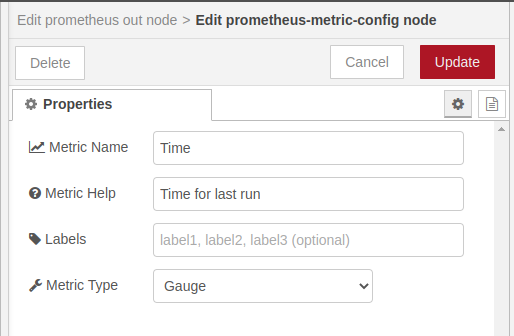 Edit prometheus out node > Edit prometheus-metric-config node
Delete Cancel Update
Properties
Metric Name Time
Metric Help Time for last run
Labels label1, label2, label3 (optional)
Metric Type Gauge